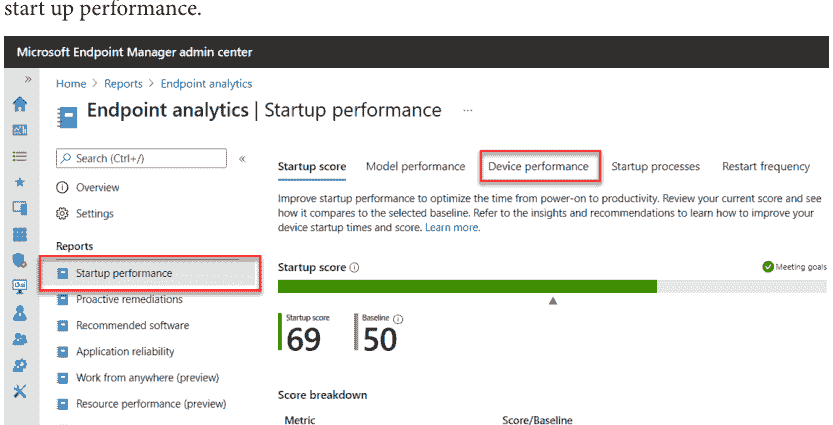 start up performance.
Microsoft Endpoint Manager admin center
»
Home > Reports > Endpoint analytics
Endpoint analytics | Startup performance ...
Search (Ctrl+/) «
Overview
Settings
Reports
Startup performance
Proactive remediations
Recommended software
Application reliability
Work from anywhere (preview)
Resource performance (preview)
Startup score Model performance Device performance Startup processes Restart frequency
Improve startup performance to optimize the time from power-on to productivity. Review your current score and see
how it compares to the selected baseline. Refer to the insights and recommendations to learn how to improve your
device startup times and score. Learn more.
Startup score Meeting goals
Startup score Baseline
69 50
Score breakdown
Metric Score/Baseline